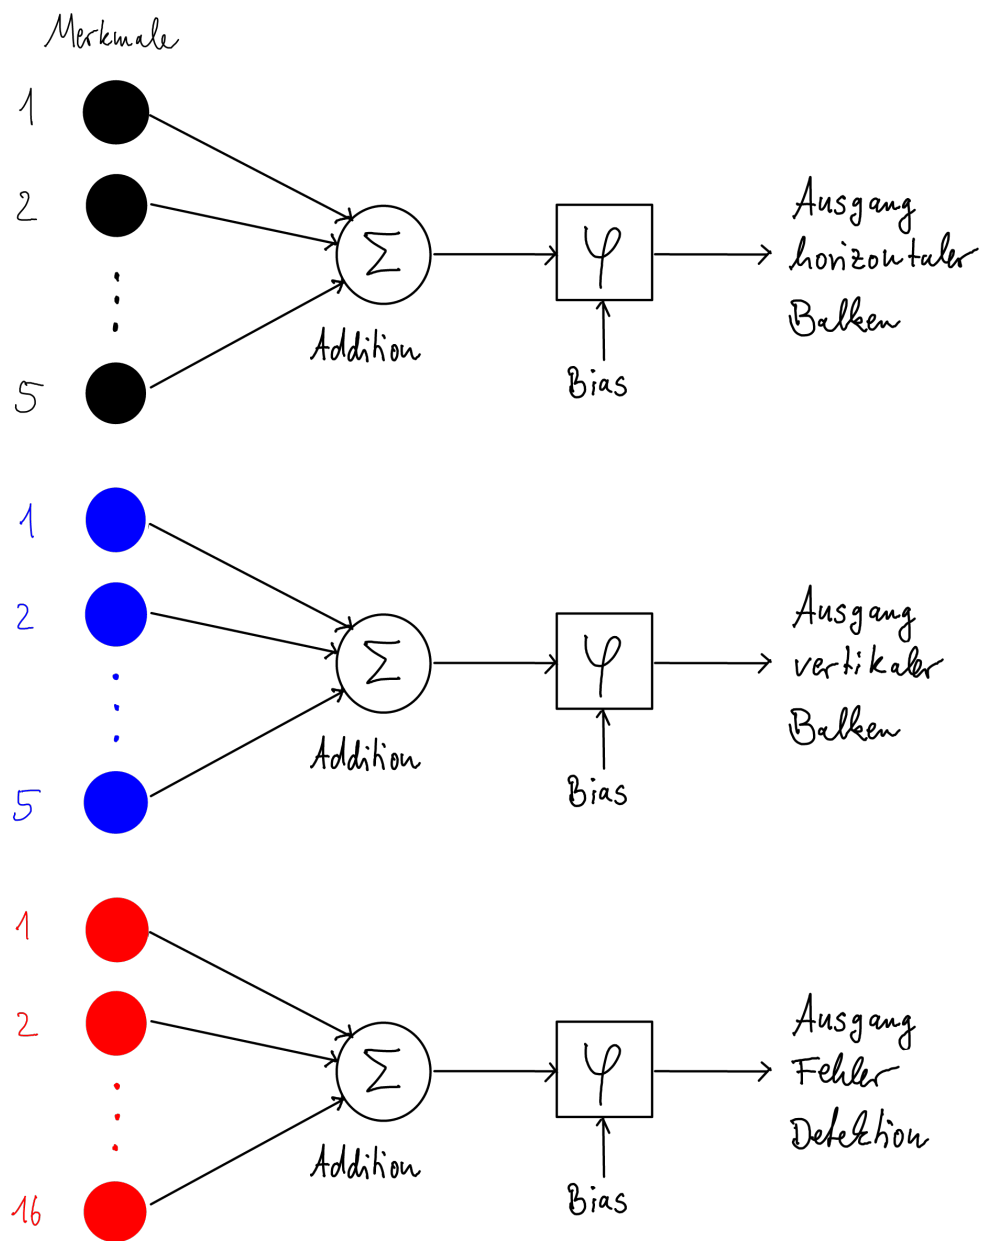 Merkmale
1
2
5
Σ
Addition
φ
Bias
Ausgang
horizontaler
Balken
1
2
5
Σ
Addition
φ
Bias
Ausgang
vertikaler
Balken
1
2
16
Σ
Addition
φ
Bias
Ausgang
Fehler
Detektion